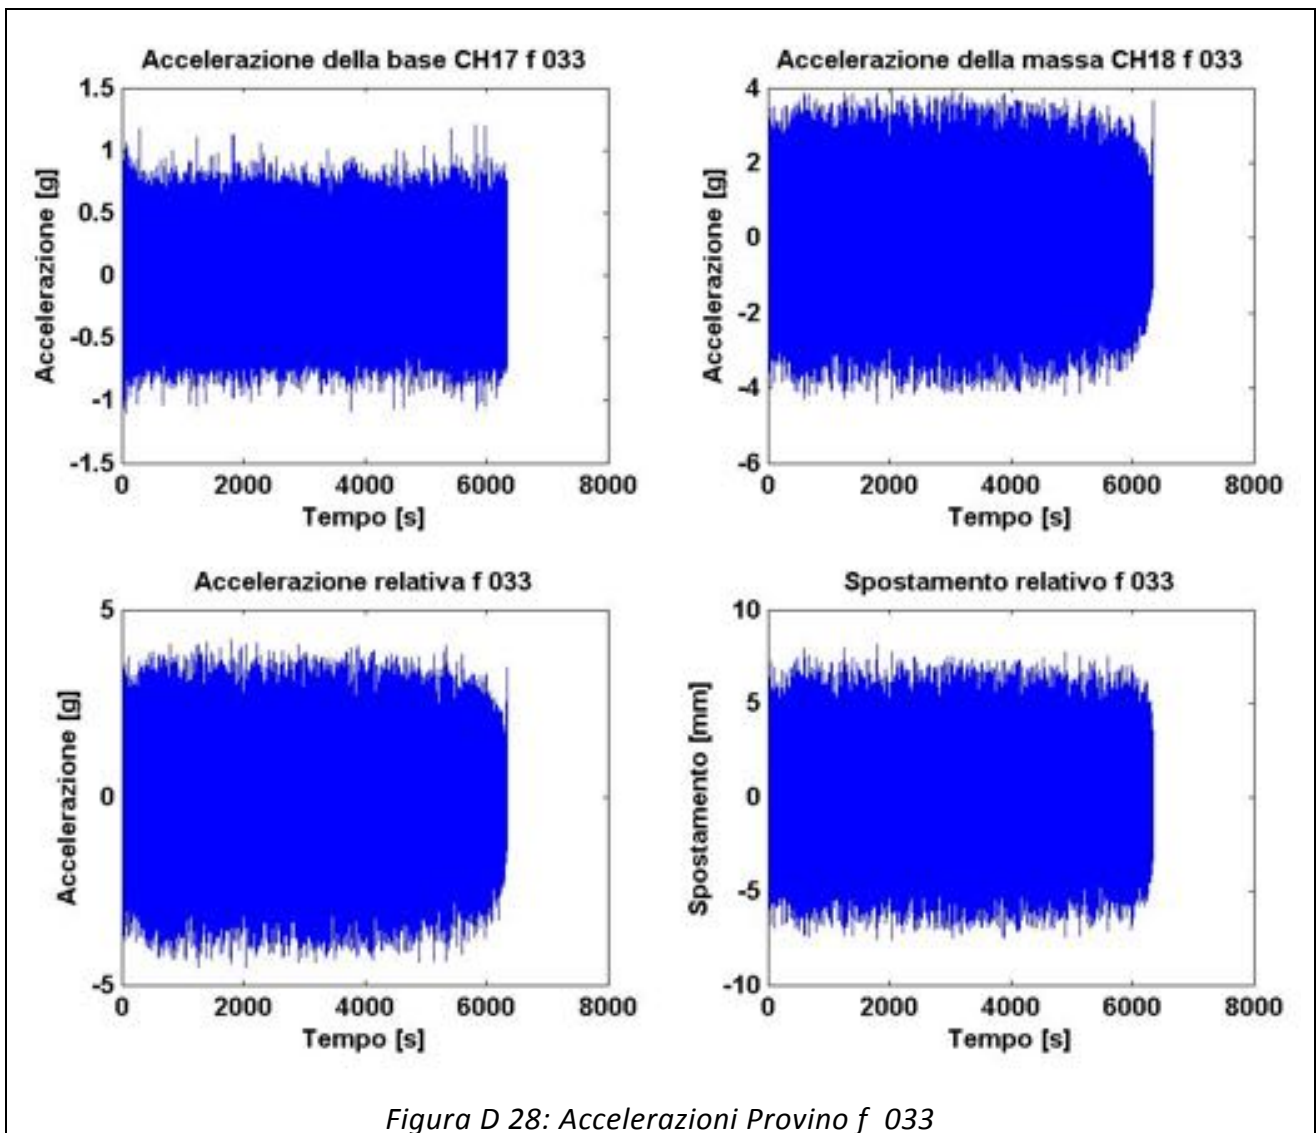 Accelerazione della base CH17 f 033
1.5
1
0.5
0
-0.5
-1
-1.5
Accelerazione [g]
0 2000 4000 6000 8000
Tempo [s]
Accelerazione della massa CH18 f 033
4
2
0
-2
-4
-6
Accelerazione [g]
0 2000 4000 6000 8000
Tempo [s]
Accelerazione relativa f 033
5
0
-5
Accelerazione [g]
0 2000 4000 6000 8000
Tempo [s]
Spostamento relativo f 033
10
5
0
-5
-10
Spostamento [mm]
0 2000 4000 6000 8000
Tempo [s]
Figura D 28: Accelerazioni Provino f_033